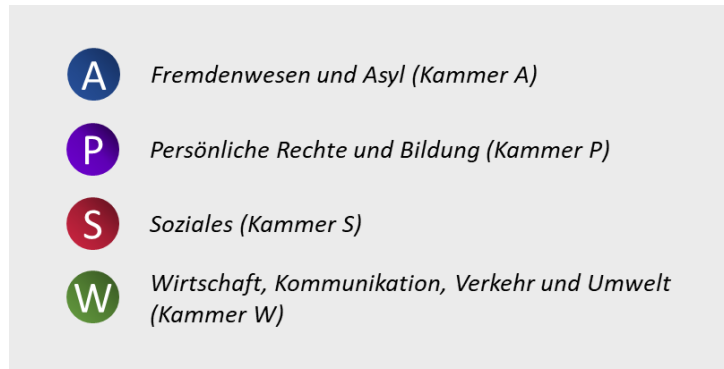 A Fremdenwesen und Asyl (Kammer A)
P Persönliche Rechte und Bildung (Kammer P)
S Soziales (Kammer S)
W Wirtschaft, Kommunikation, Verkehr und Umwelt
(Kammer W)